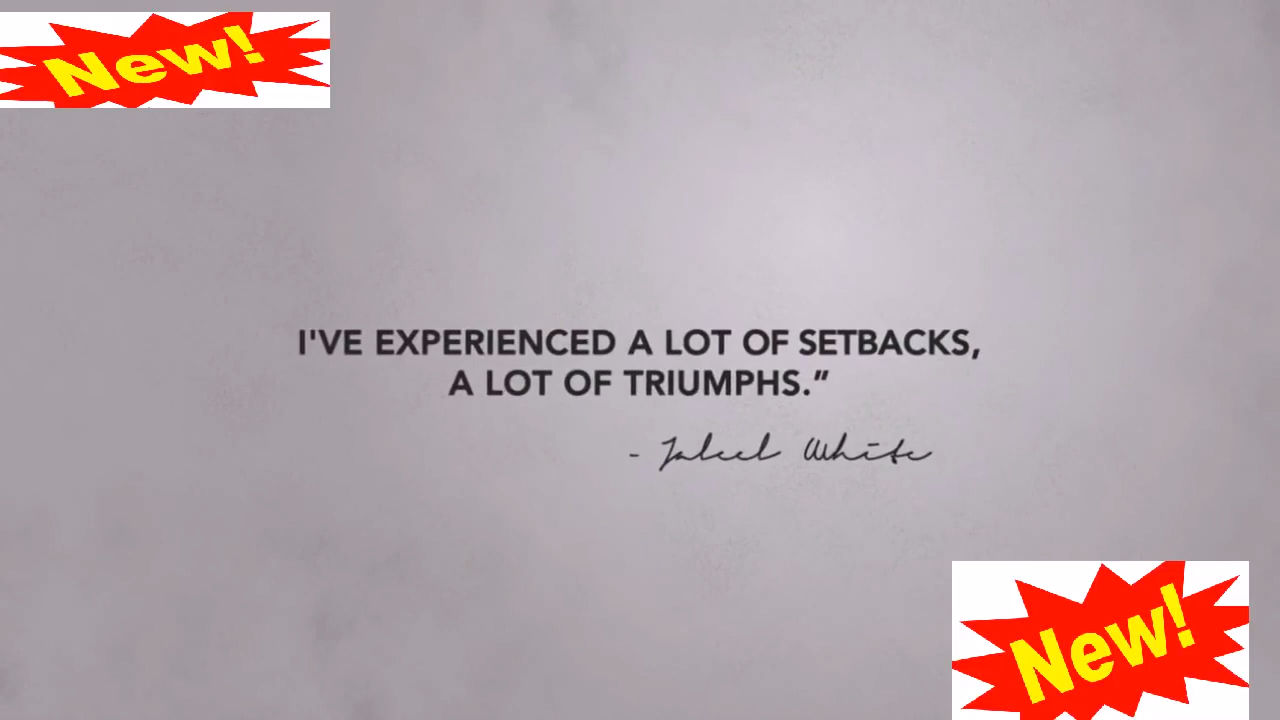 New!
I'VE EXPERIENCED A LOT OF SETBACKS,
A LOT OF TRIUMPHS.”
- Jaleel White
New!